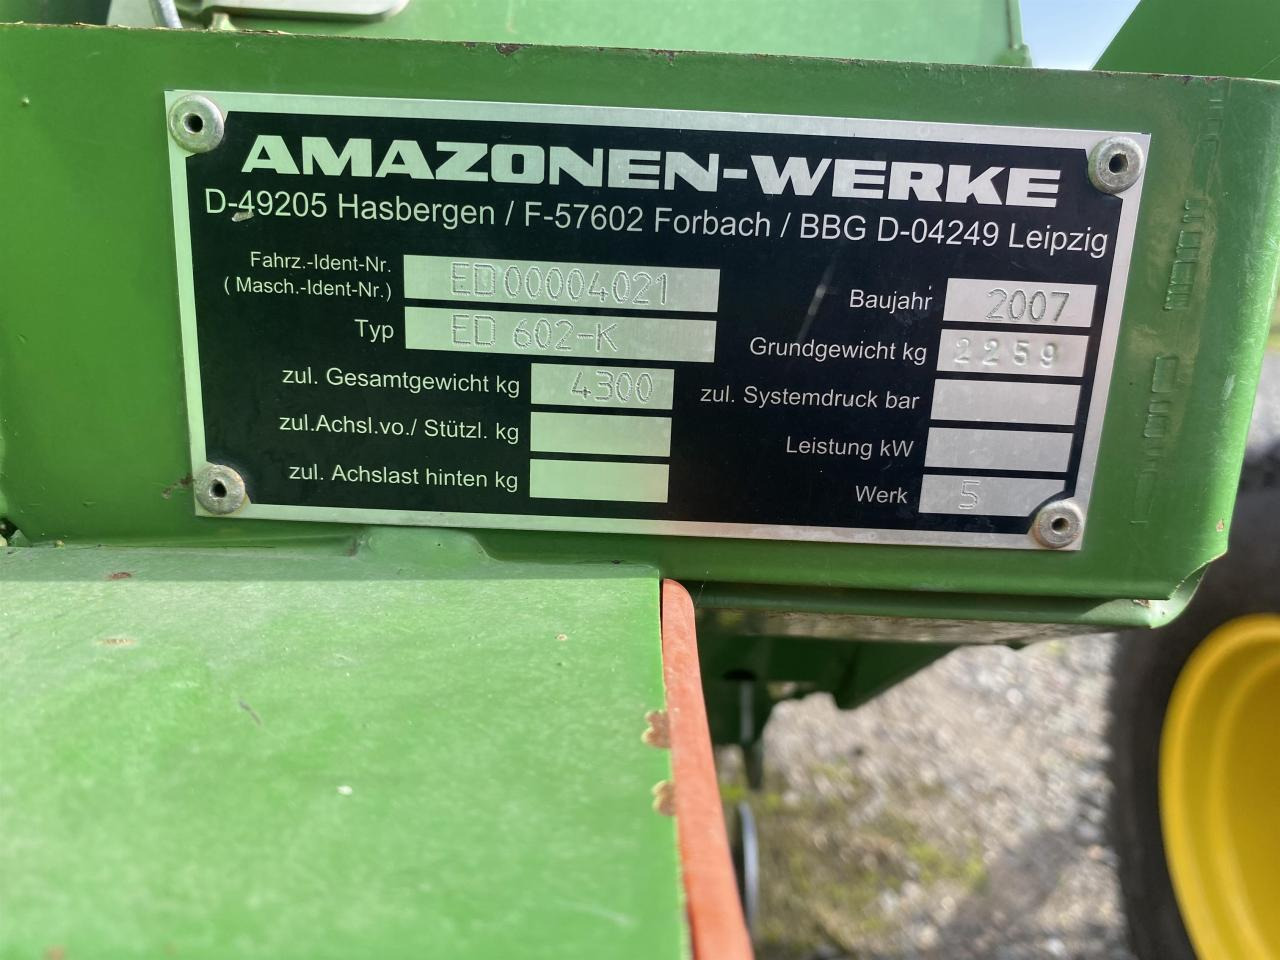 AMAZONEN-WERKE
D-49205 Hasbergen / F-57602 Forbach / BBG D-04249 Leipzig
Fahrz.-Ident-Nr.
( Masch.-Ident-Nr.) ED00004021
Typ ED 602-K
zul. Gesamtgewicht kg 4300
zul.Achsl.vo./ Stützl. kg
zul. Achslast hinten kg
Baujahr 2007
Grundgewicht kg 2259
zul. Systemdruck bar
Leistung kW
Werk 5